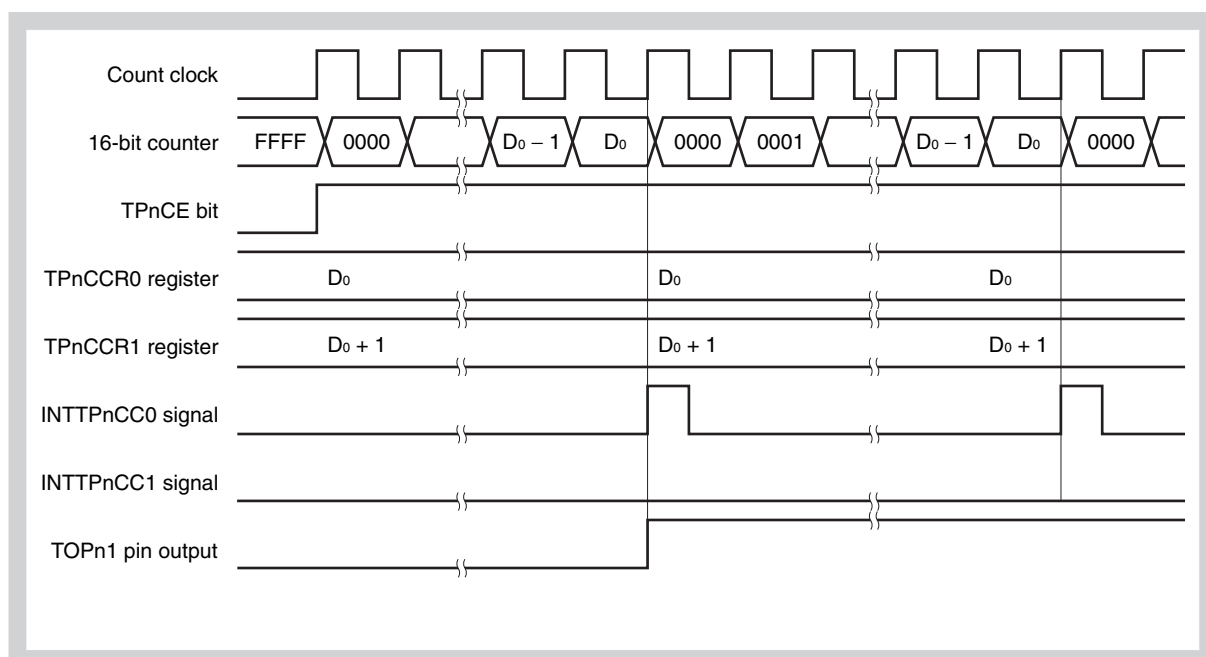 Count clock
16-bit counter FFFF 0000 D₀ − 1 D₀ 0000 0001 D₀ − 1 D₀ 0000
TPnCE bit
TPnCCR0 register D₀ D₀ D₀
TPnCCR1 register D₀ + 1 D₀ + 1 D₀ + 1
INTTPnCC0 signal
INTTPnCC1 signal
TOPn1 pin output